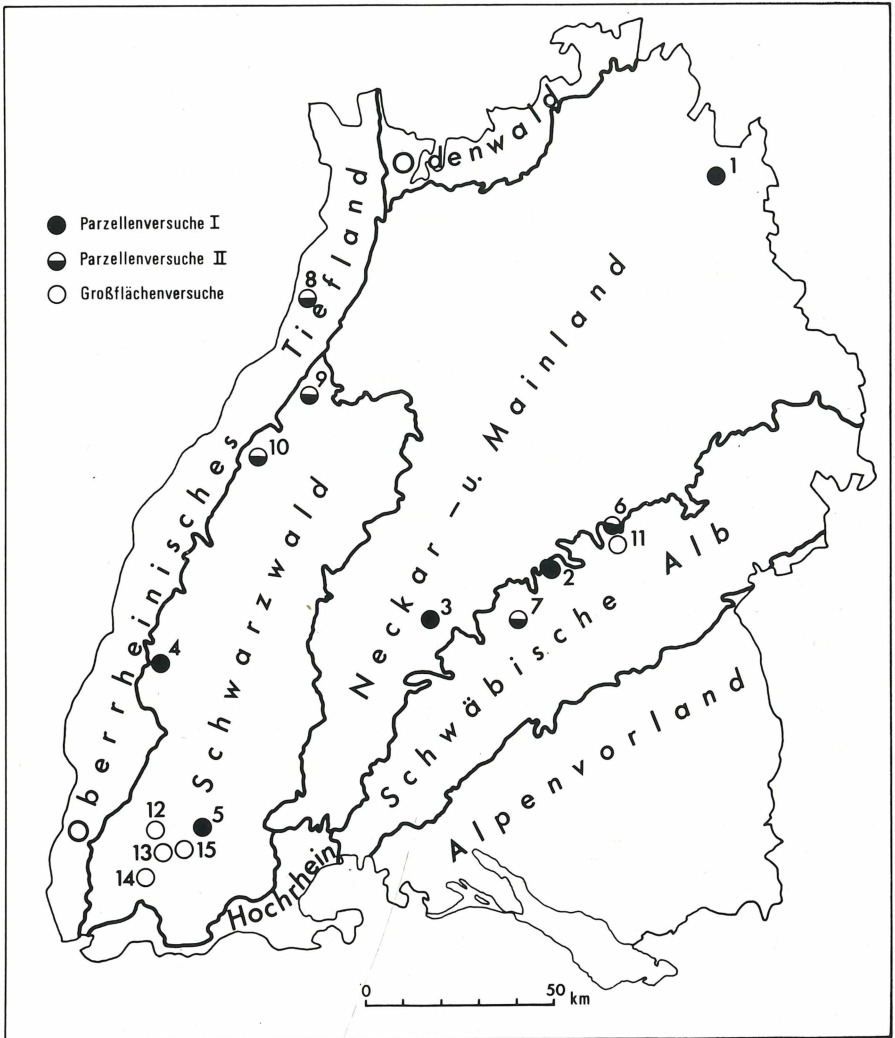 Odenwald
1
Parzellenversuche I
Parzellenversuche II
Großflächenversuche
8
Oberrheinisches Tiefland
9
10
Neckar – u. Mainland
Schwarzwald
6
11
2
7
3
Schwäbische Alb
4
Alpenvorland
12
5
13
15
14
Hochrhein
0 50 km